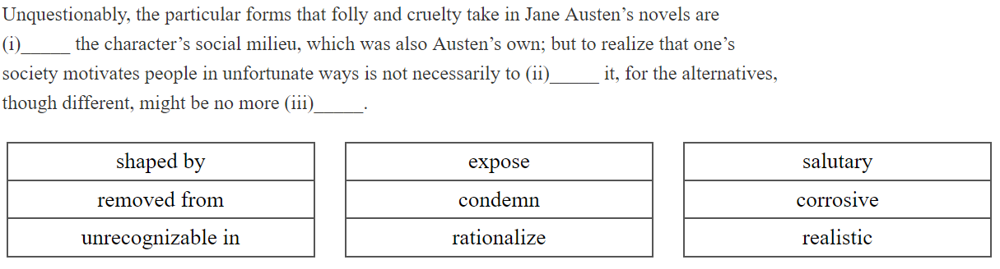 Unquestionably, the particular forms that folly and cruelty take in Jane Austen’s novels are
(i)_____ the character’s social milieu, which was also Austen’s own; but to realize that one’s
society motivates people in unfortunate ways is not necessarily to (ii)_____ it, for the alternatives,
though different, might be no more (iii)_____.
shaped by
removed from
unrecognizable in
expose
condemn
rationalize
salutary
corrosive
realistic